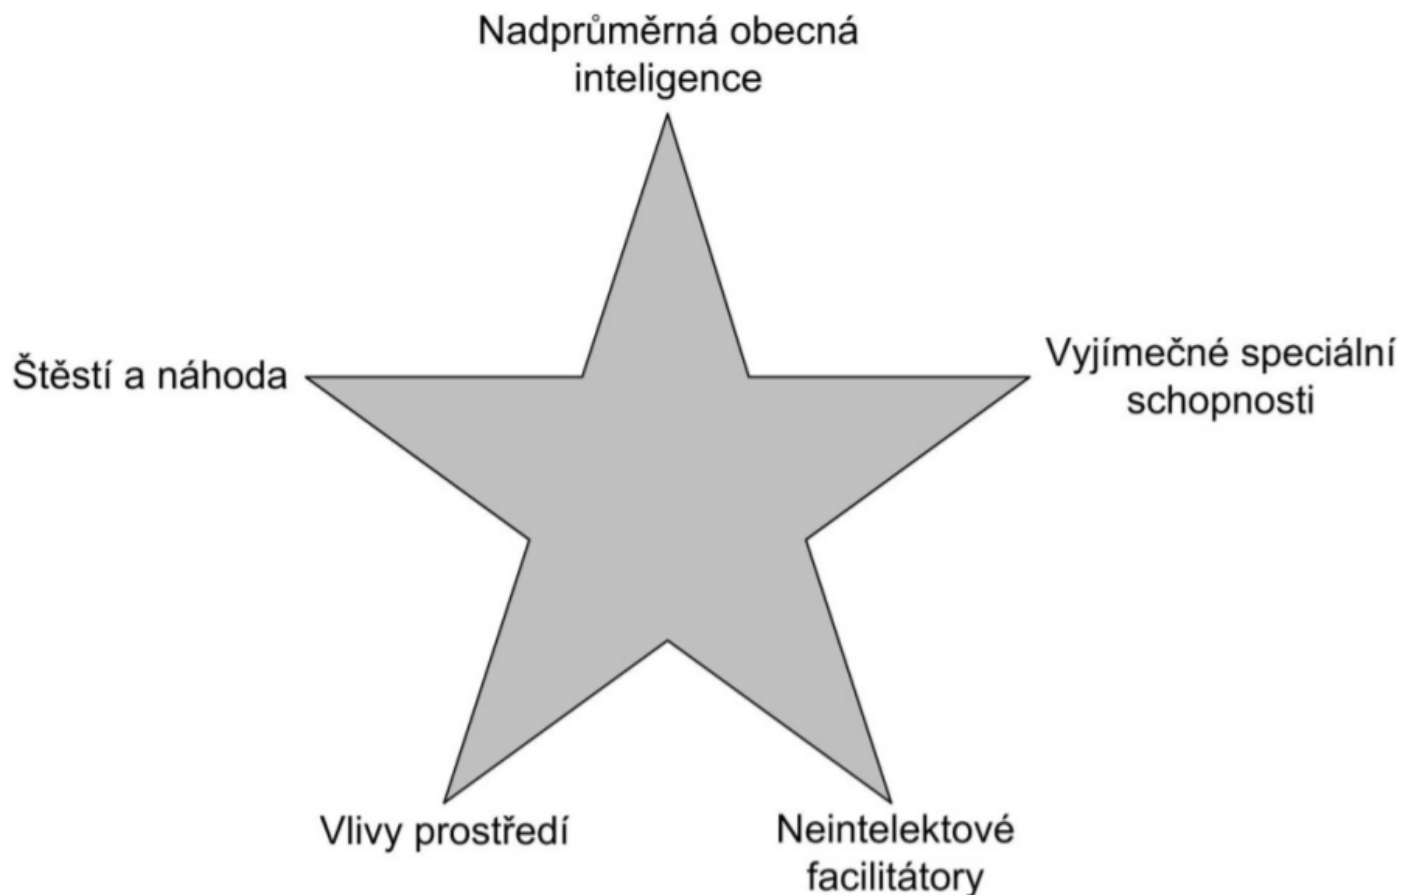 Nadprůměrná obecná
inteligence
Štěstí a náhoda
Vyjímečné speciální
schopnosti
Vlivy prostředí
Neintelektové
facilitátory